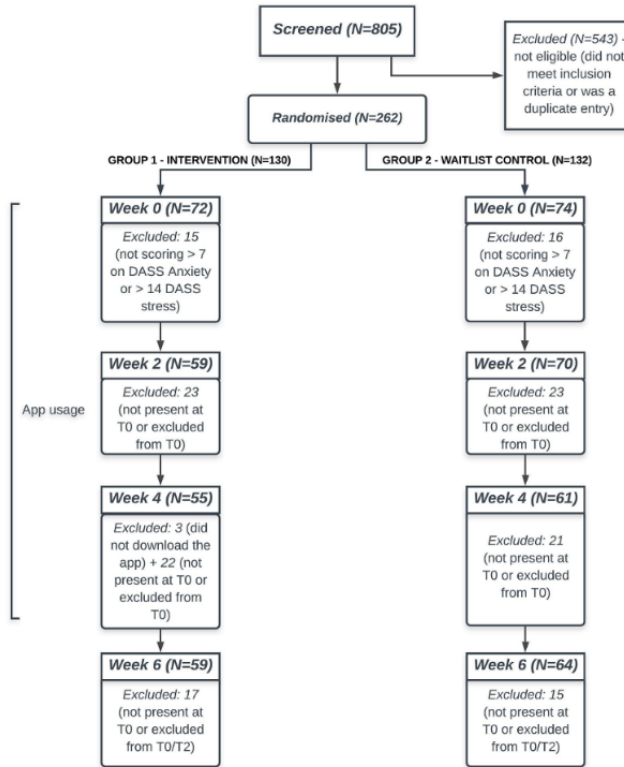 Screened (N=805)
Excluded (N=543) -
not eligible (did not
meet inclusion
criteria or was a
duplicate entry)
Randomised (N=262)
GROUP 1 - INTERVENTION (N=130)
GROUP 2 - WAITLIST CONTROL (N=132)
App usage
Week 0 (N=72)
Excluded: 15
(not scoring > 7
on DASS Anxiety
or > 14 DASS
stress)
Week 2 (N=59)
Excluded: 23
(not present at
T0 or excluded
from T0)
Week 4 (N=55)
Excluded: 3 (did
not download the
app) + 22 (not
present at T0 or
excluded from
T0)
Week 6 (N=59)
Excluded: 17
(not present at
T0 or excluded
from T0/T2)
Week 0 (N=74)
Excluded: 16
(not scoring > 7
on DASS Anxiety
or > 14 DASS
stress)
Week 2 (N=70)
Excluded: 23
(not present at
T0 or excluded
from T0)
Week 4 (N=61)
Excluded: 21
(not present at
T0 or excluded
from T0)
Week 6 (N=64)
Excluded: 15
(not present at
T0 or excluded
from T0/T2)